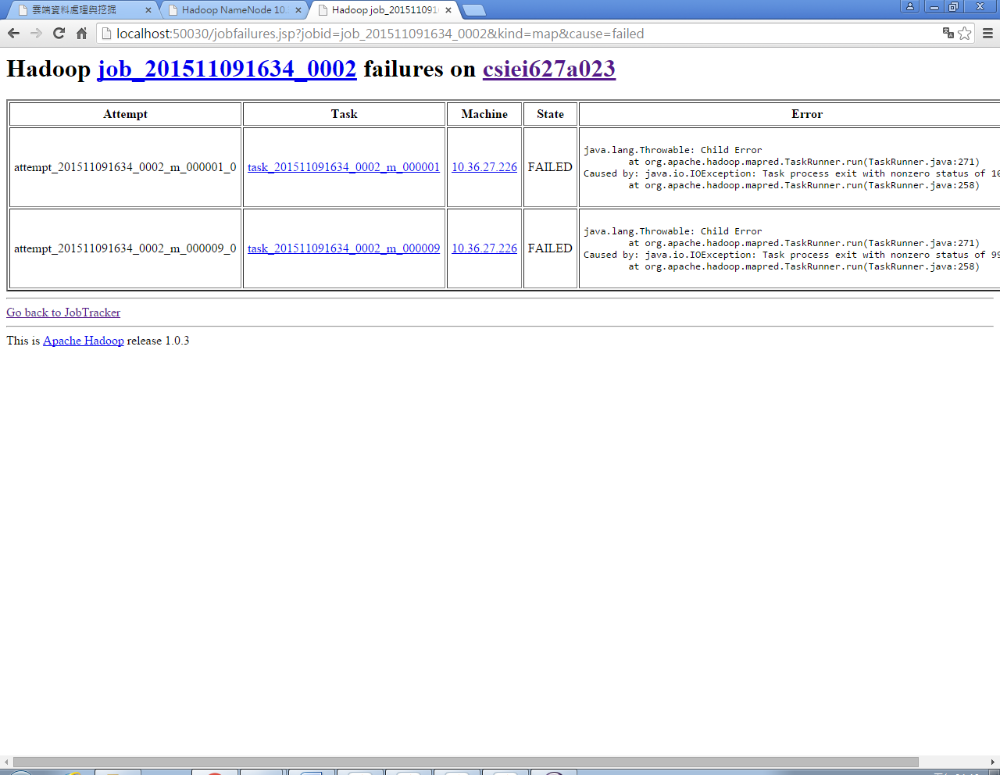 雲端資料處理與挖掘
Hadoop NameNode 10.
Hadoop job_201511091
localhost:50030/jobfailures.jsp?jobid=job_201511091634_0002&kind=map&cause=failed
Hadoop job_201511091634_0002 failures on csiei627a023
Attempt Task Machine State Error
attempt_201511091634_0002_m_000001_0 task_201511091634_0002_m_000001 10.36.27.226 FAILED
java.lang.Throwable: Child Error
at org.apache.hadoop.mapred.TaskRunner.run(TaskRunner.java:271)
Caused by: java.io.IOException: Task process exit with nonzero status of 10
at org.apache.hadoop.mapred.TaskRunner.run(TaskRunner.java:258)
attempt_201511091634_0002_m_000009_0 task_201511091634_0002_m_000009 10.36.27.226 FAILED
java.lang.Throwable: Child Error
at org.apache.hadoop.mapred.TaskRunner.run(TaskRunner.java:271)
Caused by: java.io.IOException: Task process exit with nonzero status of 99
at org.apache.hadoop.mapred.TaskRunner.run(TaskRunner.java:258)
Go back to JobTracker
This is Apache Hadoop release 1.0.3